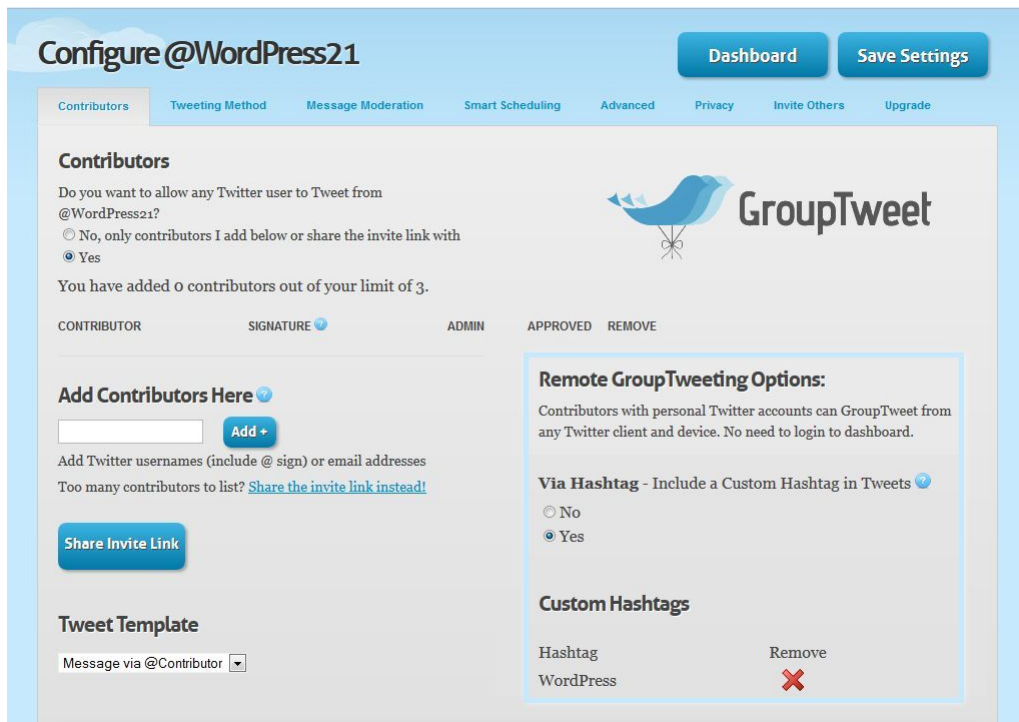 Configure @WordPress21
Dashboard
Save Settings
Contributors
Tweeting Method
Message Moderation
Smart Scheduling
Advanced
Privacy
Invite Others
Upgrade
Contributors
Do you want to allow any Twitter user to Tweet from
@WordPress21?
No, only contributors I add below or share the invite link with
Yes
You have added 0 contributors out of your limit of 3.
GroupTweet
CONTRIBUTOR SIGNATURE ? ADMIN APPROVED REMOVE
Add Contributors Here ?
Add +
Add Twitter usernames (include @ sign) or email addresses
Too many contributors to list? Share the invite link instead!
Share Invite Link
Tweet Template
Message via @Contributor
Remote GroupTweeting Options:
Contributors with personal Twitter accounts can GroupTweet from
any Twitter client and device. No need to login to dashboard.
Via Hashtag - Include a Custom Hashtag in Tweets ?
No
Yes
Custom Hashtags
Hashtag Remove
WordPress